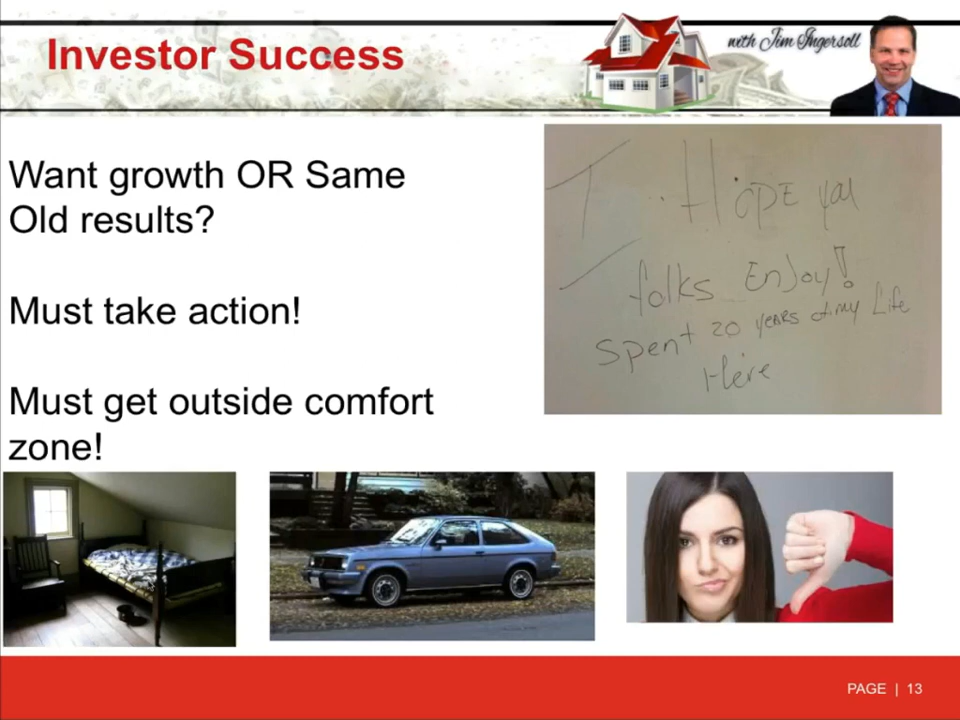 Investor Success
with Jim Ingersoll
Want growth OR Same
Old results?
Must take action!
Must get outside comfort
zone!
I Hope you
folks Enjoy!
Spent 20 years of my Life
Here
PAGE | 13